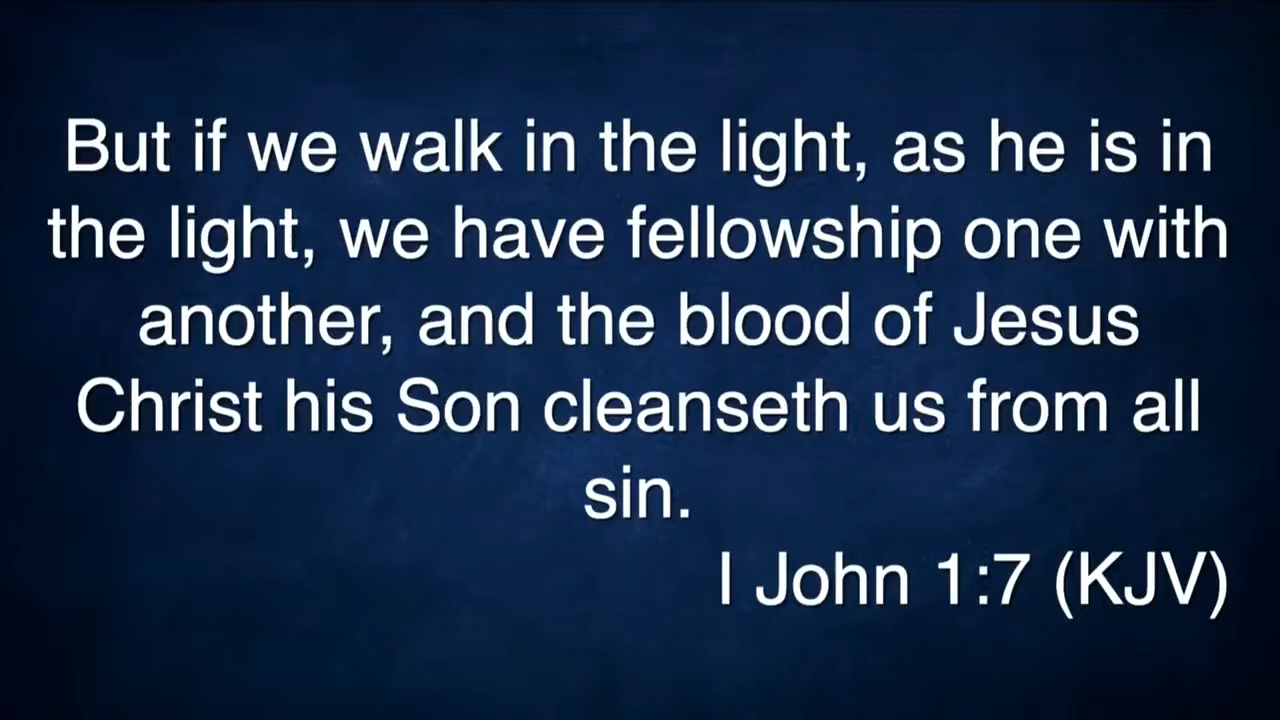 But if we walk in the light, as he is in
the light, we have fellowship one with
another, and the blood of Jesus
Christ his Son cleanseth us from all
sin.
I John 1:7 (KJV)